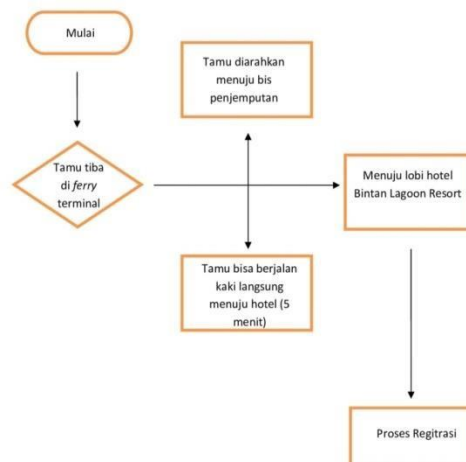 Mulai
Tamu diarahkan
menuju bis
penjemputan
Tamu tiba
di ferry
terminal
Menuju lobi hotel
Bintan Lagoon Resort
Tamu bisa berjalan
kaki langsung
menuju hotel (5
menit)
Proses Regitrasi